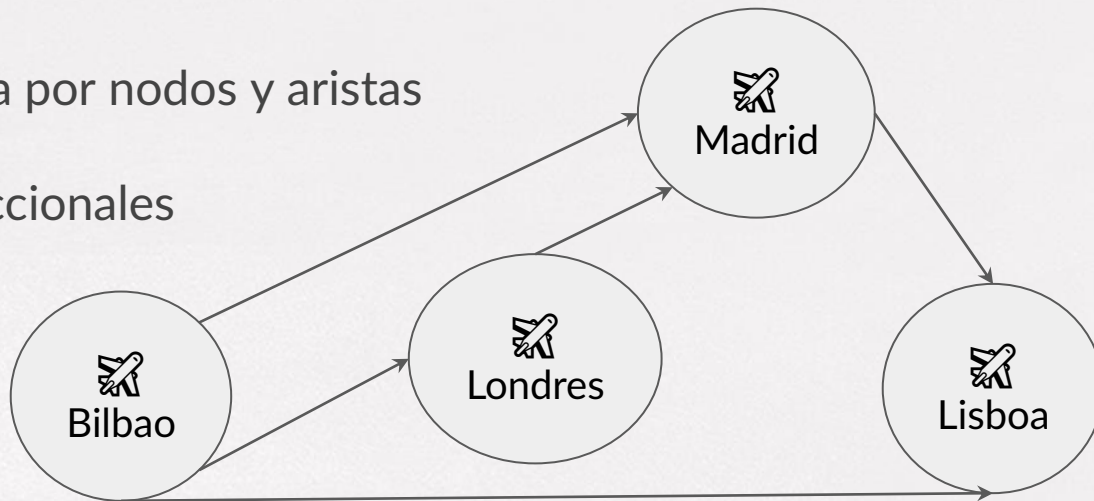 a por nodos y aristas
ccionales
Madrid
Londres
Bilbao
Lisboa